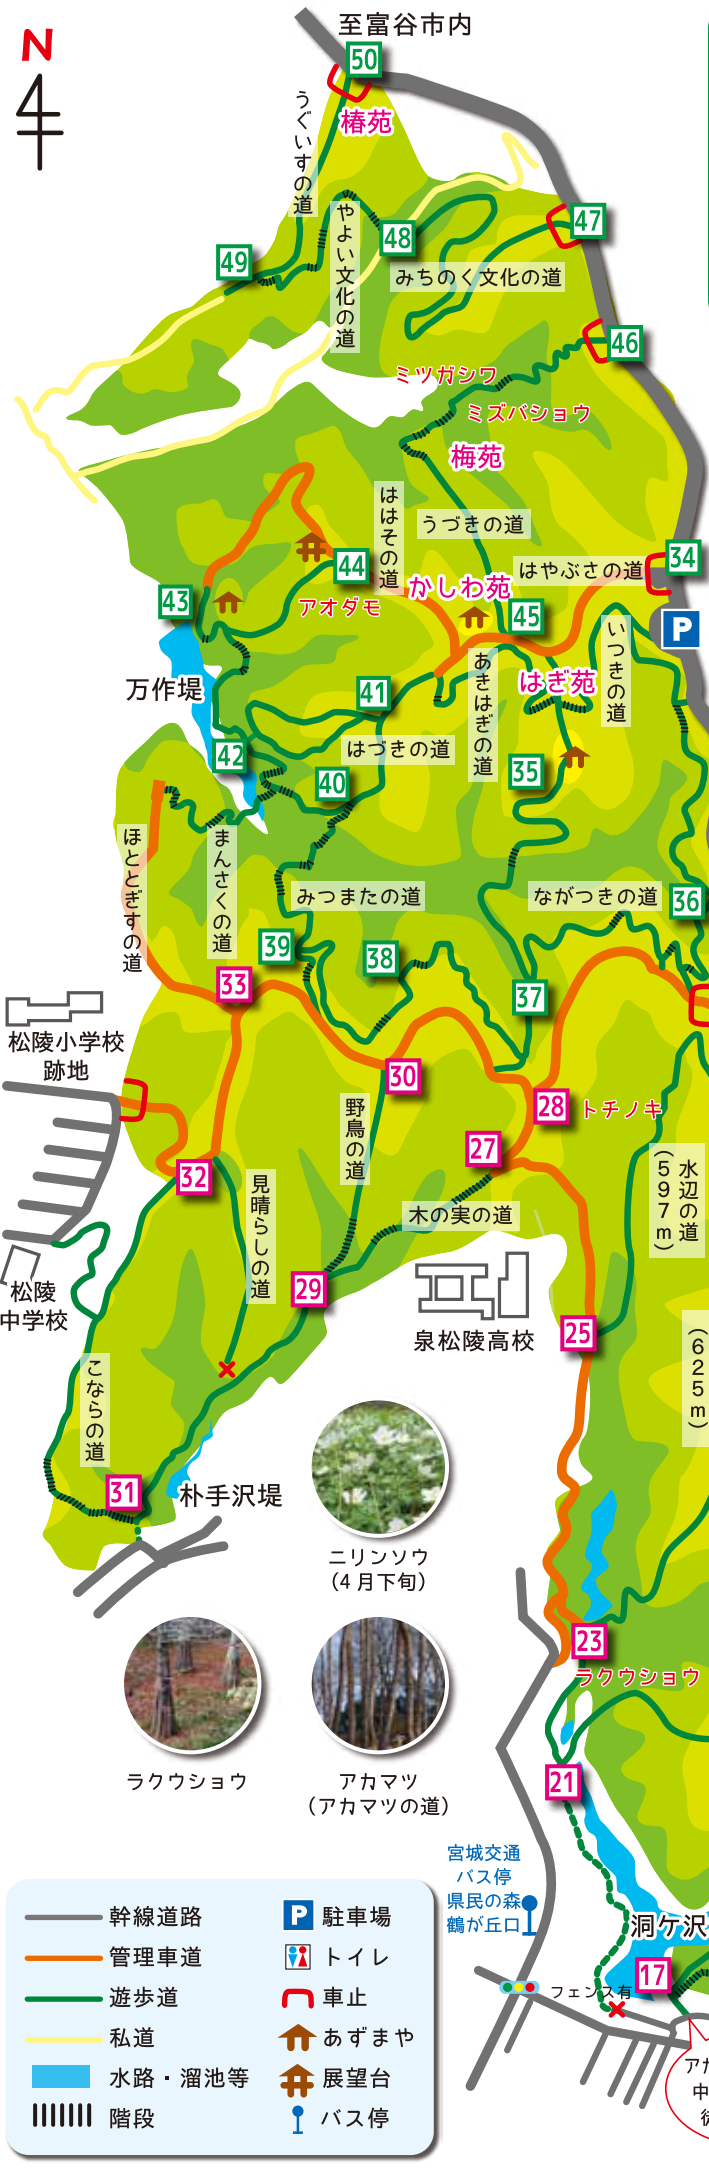 至富谷市内
N
50
椿苑
うぐいすの道
やよい文化の道
47
48
49
みちのく文化の道
46
ミツガシワ
ミズバショウ
梅苑
ははその道
うづきの道
34
44
はやぶさの道
かしわ苑
43
アオダモ
45
P
いつきの道
あきはぎの道
はぎ苑
万作堤
41
42
はづきの道
35
40
ほととぎすの道
まんさくの道
みつまたの道
ながつきの道
36
39
38
33
37
松陵小学校
跡地
30
28
トチノキ
野鳥の道
27
水辺の道
(597m)
32
見晴らしの道
木の実の道
29
松陵
中学校
泉松陵高校
25
(625m)
こならの道
31
朴手沢堤
ニリンソウ
(4月下旬)
23
ラクウショウ
ラクウショウ
アカマツ
(アカマツの道)
21
宮城交通
バス停
県民の森
鶴が丘口
洞ケ沢
17
フェンス有
アカ
中
幹線道路
管理車道
遊歩道
私道
水路・溜池等
階段
P 駐車場
トイレ
車止
あずまや
展望台
バス停